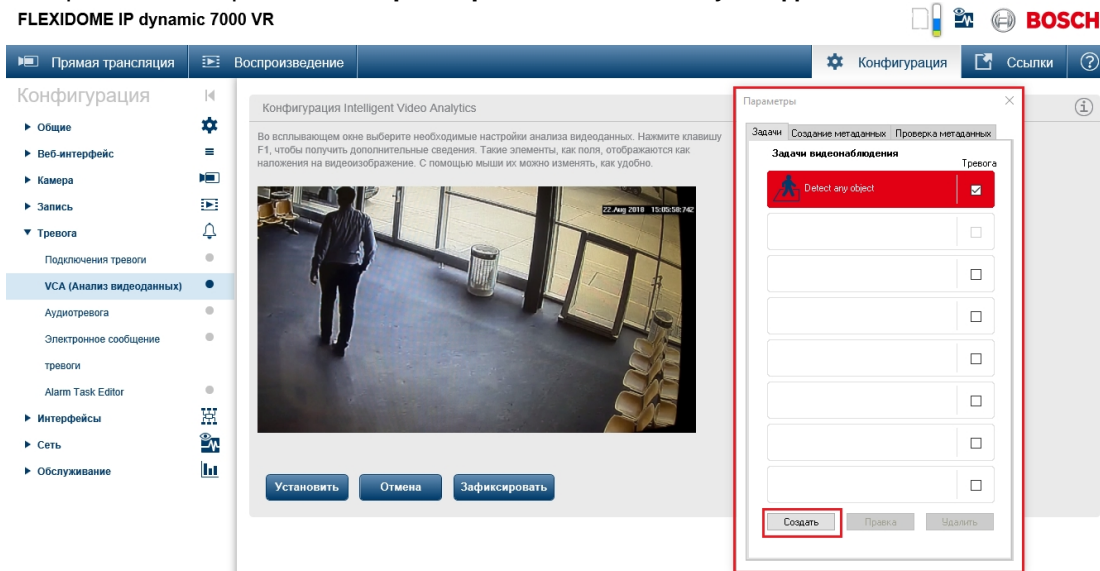 FLEXIDOME IP dynamic 7000 VR
BOSCH
Прямая трансляция
Воспроизведение
Конфигурация
Ссылки
Конфигурация
Общие
Веб-интерфейс
Камера
Запись
Тревога
Подключения тревоги
VCA (Анализ видеоданных)
Аудиотревога
Электронное сообщение
тревоги
Alarm Task Editor
Интерфейсы
Сеть
Обслуживание
Конфигурация Intelligent Video Analytics
Во всплывающем окне выберите необходимые настройки анализа видеоданных. Нажмите клавишу
F1, чтобы получить дополнительные сведения. Такие элементы, как поля, отображаются как
наложения на видеоизображение. С помощью мыши их можно изменять, как удобно.
22.Aug 2018 15:05:58:742
Установить
Отмена
Зафиксировать
Параметры
Задачи
Создание метаданных
Проверка метаданных
Задачи видеонаблюдения
Тревога
Detect any object
Создать
Правка
Удалить